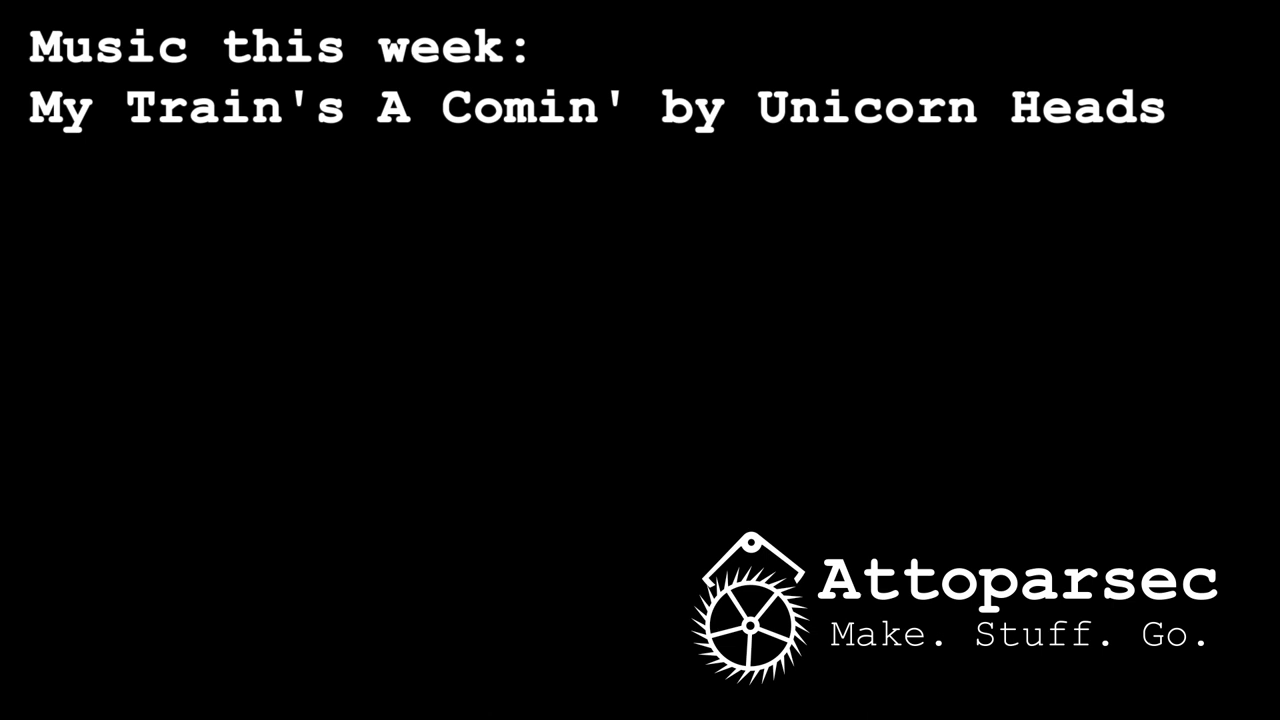 Music this week:
My Train's A Comin' by Unicorn Heads
Attoparsec
Make. Stuff. Go.